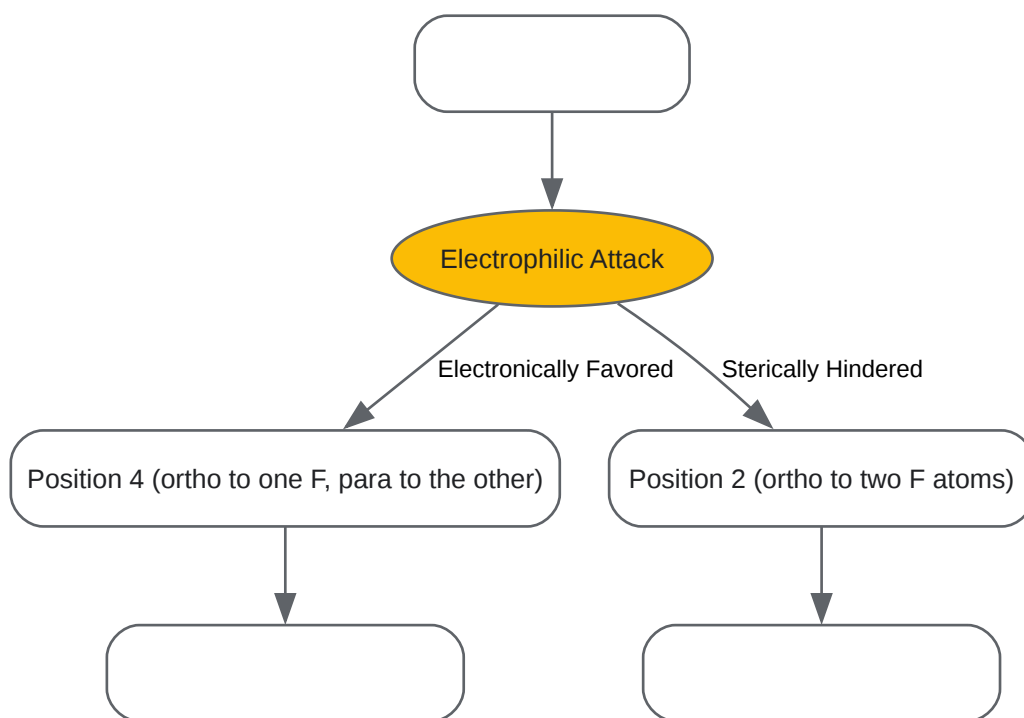 Electrophilic Attack
Electronically Favored
Sterically Hindered
Position 4 (ortho to one F, para to the other)
Position 2 (ortho to two F atoms)